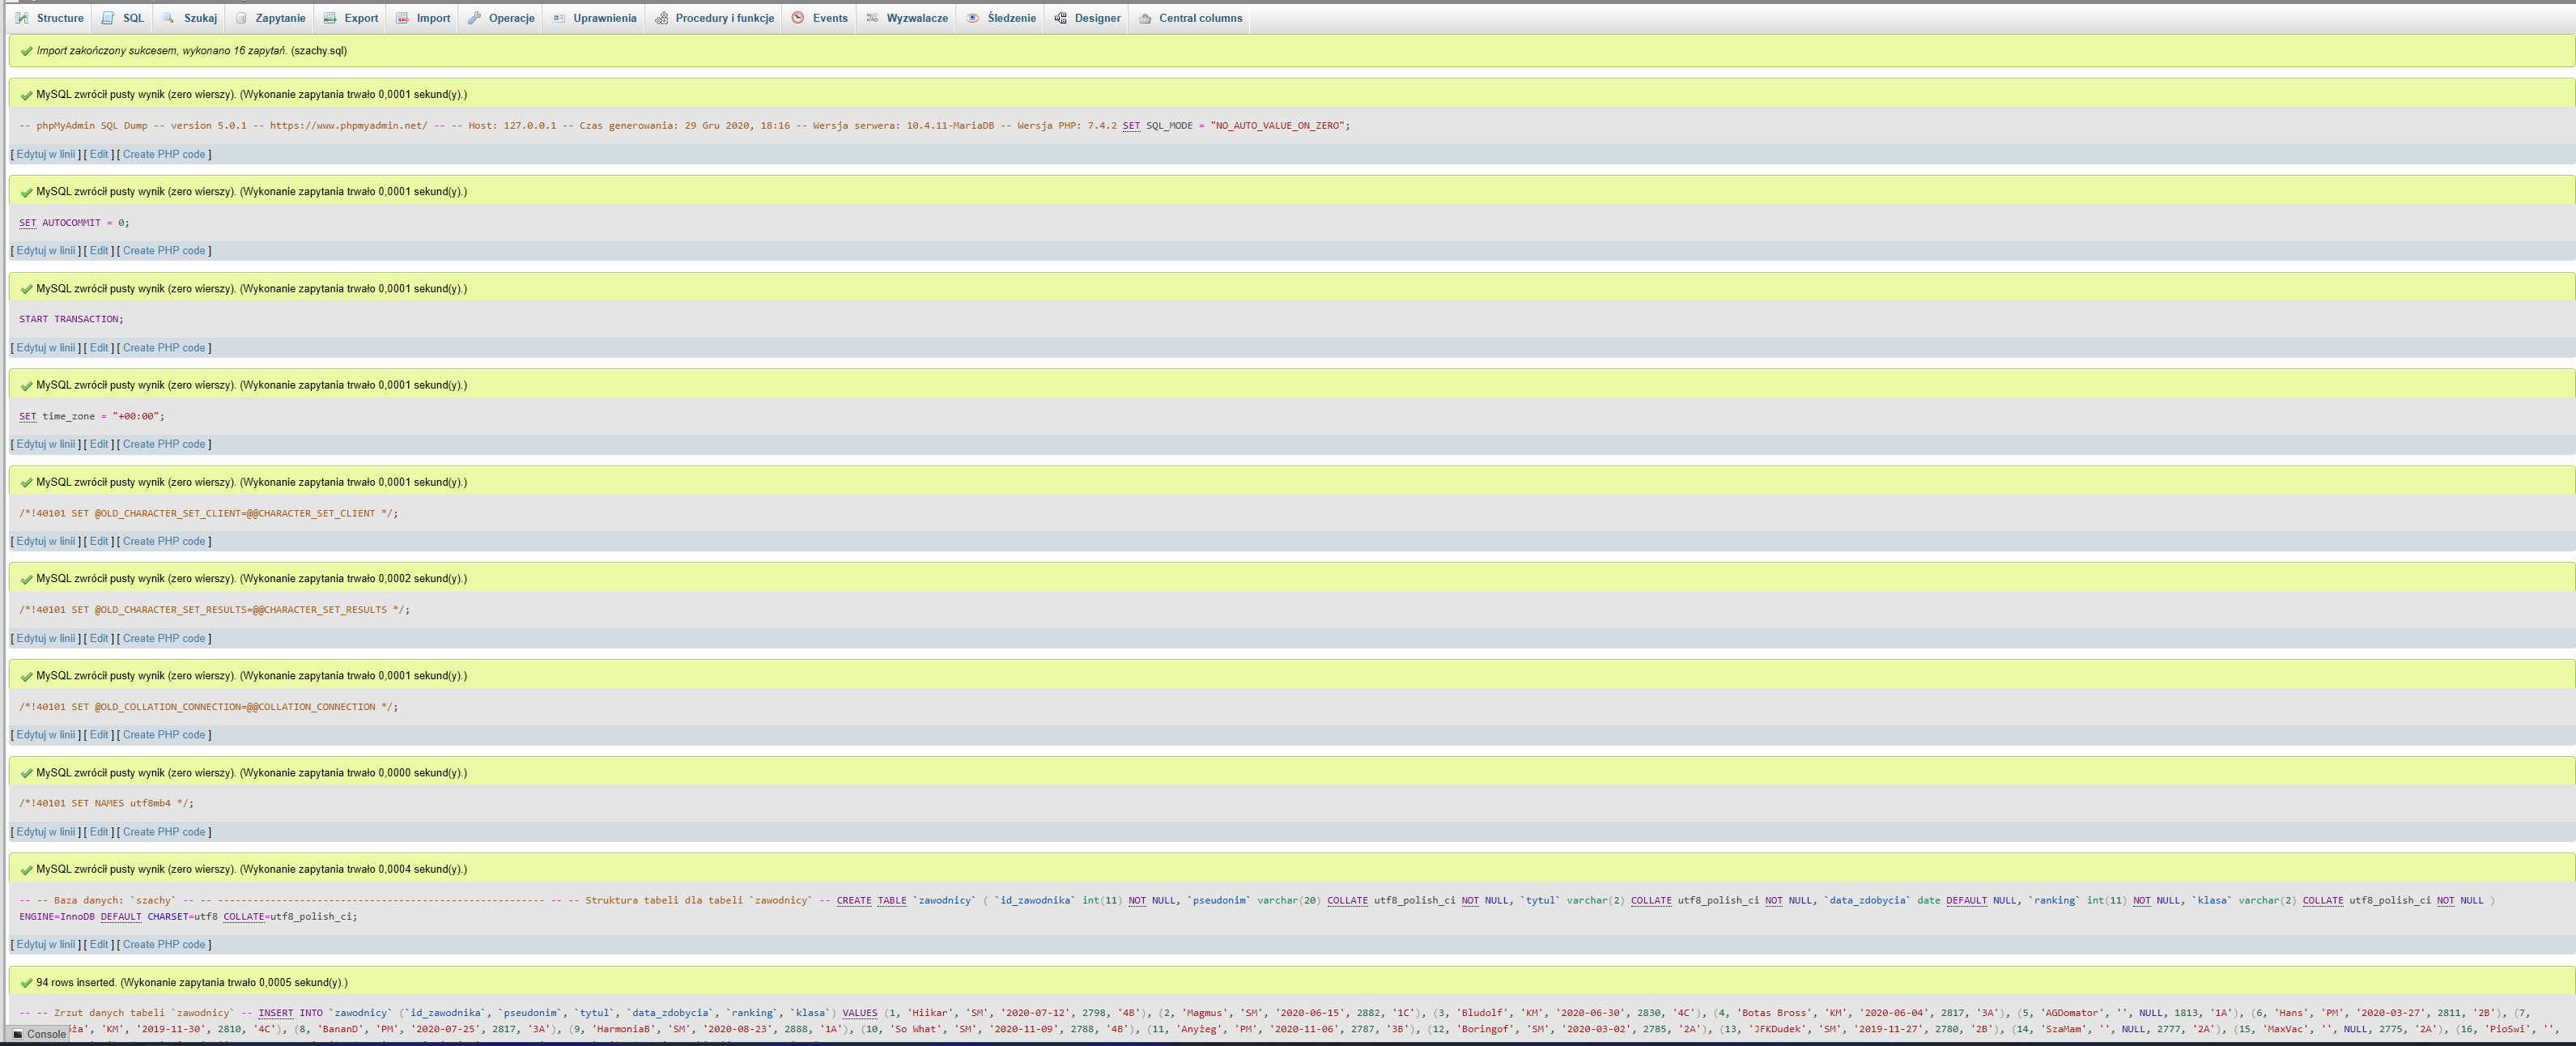 Structure SQL Szukaj Zapytanie Export Import Operacje Uprawnienia Procedury i funkcje Events Wyzwalacze Śledzenie Designer Central columns
Import zakończony sukcesem, wykonano 16 zapytań. (szachy.sql)
MySQL zwrócił pusty wynik (zero wierszy). (Wykonanie zapytania trwało 0,0001 sekund(y).)
-- phpMyAdmin SQL Dump -- version 5.0.1 -- https://www.phpmyadmin.net/ -- -- Host: 127.0.0.1 -- Czas generowania: 29 Gru 2020, 18:16 -- Wersja serwera: 10.4.11-MariaDB -- Wersja PHP: 7.4.2 SET SQL_MODE = "NO_AUTO_VALUE_ON_ZERO";
[ Edytuj w linii ] [ Edit ] [ Create PHP code ]
MySQL zwrócił pusty wynik (zero wierszy). (Wykonanie zapytania trwało 0,0001 sekund(y).)
SET AUTOCOMMIT = 0;
[ Edytuj w linii ] [ Edit ] [ Create PHP code ]
MySQL zwrócił pusty wynik (zero wierszy). (Wykonanie zapytania trwało 0,0001 sekund(y).)
START TRANSACTION;
[ Edytuj w linii ] [ Edit ] [ Create PHP code ]
MySQL zwrócił pusty wynik (zero wierszy). (Wykonanie zapytania trwało 0,0001 sekund(y).)
SET time_zone = "+00:00";
[ Edytuj w linii ] [ Edit ] [ Create PHP code ]
MySQL zwrócił pusty wynik (zero wierszy). (Wykonanie zapytania trwało 0,0001 sekund(y).)
/*!40101 SET @OLD_CHARACTER_SET_CLIENT=@@CHARACTER_SET_CLIENT */;
[ Edytuj w linii ] [ Edit ] [ Create PHP code ]
MySQL zwrócił pusty wynik (zero wierszy). (Wykonanie zapytania trwało 0,0002 sekund(y).)
/*!40101 SET @OLD_CHARACTER_SET_RESULTS=@@CHARACTER_SET_RESULTS */;
[ Edytuj w linii ] [ Edit ] [ Create PHP code ]
MySQL zwrócił pusty wynik (zero wierszy). (Wykonanie zapytania trwało 0,0001 sekund(y).)
/*!40101 SET @OLD_COLLATION_CONNECTION=@@COLLATION_CONNECTION */;
[ Edytuj w linii ] [ Edit ] [ Create PHP code ]
MySQL zwrócił pusty wynik (zero wierszy). (Wykonanie zapytania trwało 0,0000 sekund(y).)
/*!40101 SET NAMES utf8mb4 */;
[ Edytuj w linii ] [ Edit ] [ Create PHP code ]
MySQL zwrócił pusty wynik (zero wierszy). (Wykonanie zapytania trwało 0,0004 sekund(y).)
-- -- Baza danych: `szachy` -- -- -------------------------------------------------------- -- -- Struktura tabeli dla tabeli `zawodnicy` -- CREATE TABLE `zawodnicy` ( `id_zawodnika` int(11) NOT NULL, `pseudonim` varchar(20) COLLATE utf8_polish_ci NOT NULL, `tytul` varchar(2) COLLATE utf8_polish_ci NOT NULL, `data_zdobycia` date DEFAULT NULL, `ranking` int(11) NOT NULL, `klasa` varchar(2) COLLATE utf8_polish_ci NOT NULL )
ENGINE=InnoDB DEFAULT CHARSET=utf8 COLLATE=utf8_polish_ci;
[ Edytuj w linii ] [ Edit ] [ Create PHP code ]
94 rows inserted. (Wykonanie zapytania trwało 0,0005 sekund(y).)
-- -- Zrzut danych tabeli `zawodnicy` -- INSERT INTO `zawodnicy` (`id_zawodnika`, `pseudonim`, `tytul`, `data_zdobycia`, `ranking`, `klasa`) VALUES (1, 'Hiikar', 'SM', '2020-07-12', 2798, '4B'), (2, 'Magmus', 'SM', '2020-06-15', 2882, '1C'), (3, 'Bludolf', 'KM', '2020-06-30', 2830, '4C'), (4, 'Botas Bross', 'KM', '2020-06-04', 2817, '3A'), (5, 'AGDomator', '', NULL, 1813, '1A'), (6, 'Hans', 'PM', '2020-03-27', 2811, '2B'), (7,
Console 'KM', '2019-11-30', 2810, '4C'), (8, 'BananD', 'PM', '2020-07-25', 2817, '3A'), (9, 'HarmoniaB', 'SM', '2020-08-23', 2888, '1A'), (10, 'So What', 'SM', '2020-11-09', 2788, '4B'), (11, 'Anyżeg', 'PM', '2020-11-06', 2787, '3B'), (12, 'Boringof', 'SM', '2020-03-02', 2785, '2A'), (13, 'JFKDudek', 'SM', '2019-11-27', 2780, '2B'), (14, 'SzaMam', '', NULL, 2777, '2A'), (15, 'MaxVac', '', NULL, 2775, '2A'), (16, 'PioSwi', '',